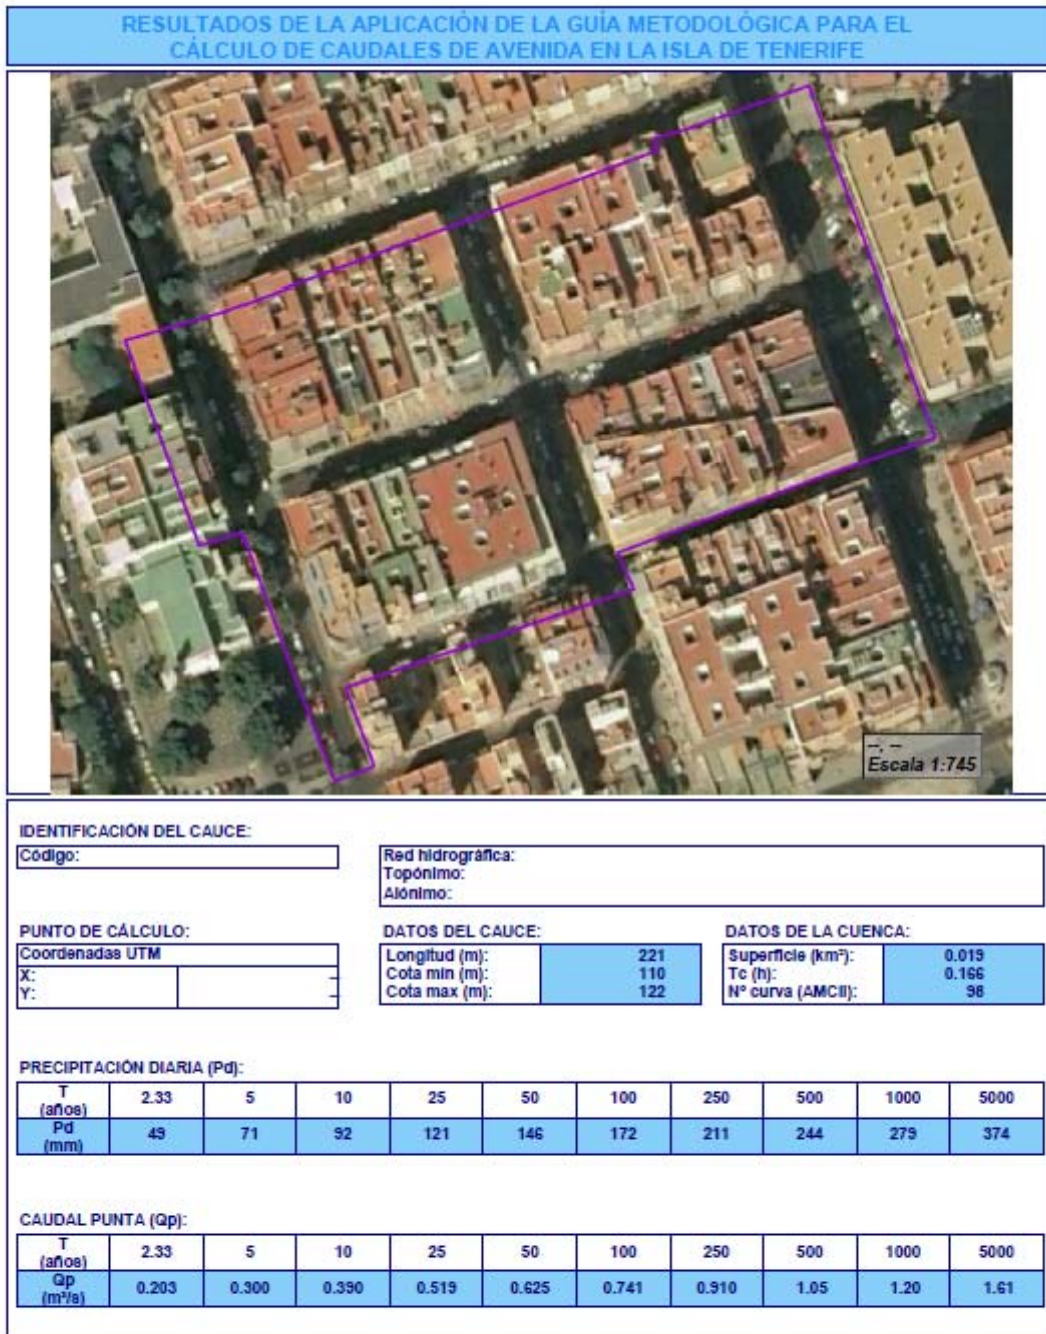 RESULTADOS DE LA APLICACIÓN DE LA GUÍA METODOLÓGICA PARA EL
CÁLCULO DE CAUDALES DE AVENIDA EN LA ISLA DE TENERIFE
--, --
Escala 1:745
IDENTIFICACIÓN DEL CAUCE:
Código:
Red hidrográfica:
Topónimo:
Alónimo:
PUNTO DE CÁLCULO:
Coordenadas UTM
X: --
Y: --
DATOS DEL CAUCE:
Longitud (m): 221
Cota min (m): 110
Cota max (m): 122
DATOS DE LA CUENCA:
Superficie (km²): 0.019
Tc (h): 0.166
Nº curva (AMCII): 98
PRECIPITACIÓN DIARIA (Pd):
T (años) 2.33 5 10 25 50 100 250 500 1000 5000
Pd (mm) 49 71 92 121 146 172 211 244 279 374
CAUDAL PUNTA (Qp):
T (años) 2.33 5 10 25 50 100 250 500 1000 5000
Qp (m³/s) 0.203 0.300 0.390 0.519 0.625 0.741 0.910 1.05 1.20 1.61